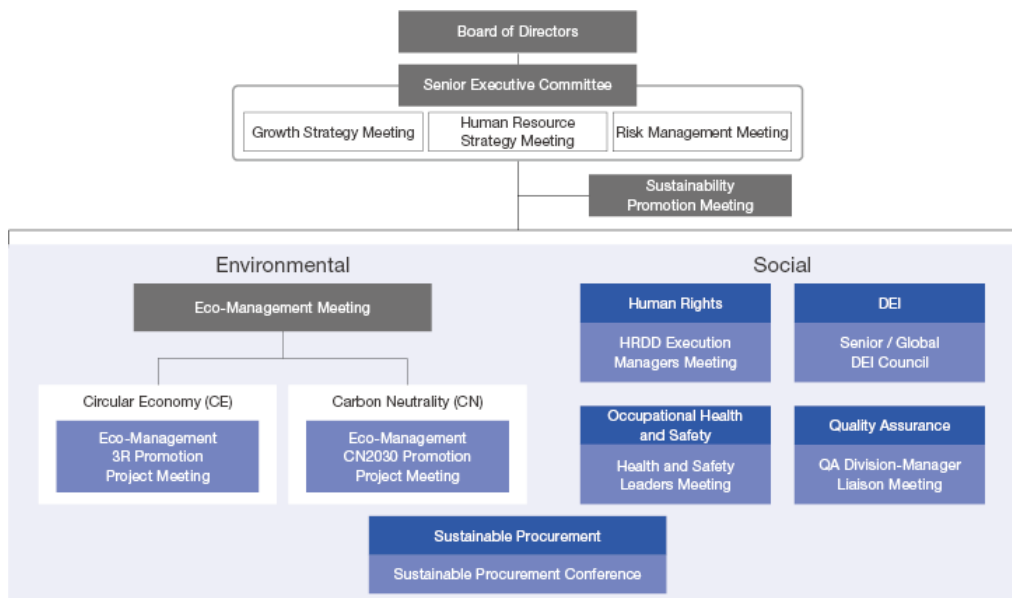 Board of Directors
Senior Executive Committee
Growth Strategy Meeting
Human Resource
Strategy Meeting
Risk Management Meeting
Sustainability
Promotion Meeting
Environmental
Eco-Management Meeting
Circular Economy (CE)
Eco-Management
3R Promotion
Project Meeting
Carbon Neutrality (CN)
Eco-Management
CN2030 Promotion
Project Meeting
Social
Human Rights
HRDD Execution
Managers Meeting
DEI
Senior / Global
DEI Council
Occupational Health
and Safety
Health and Safety
Leaders Meeting
Quality Assurance
QA Division-Manager
Liaison Meeting
Sustainable Procurement
Sustainable Procurement Conference